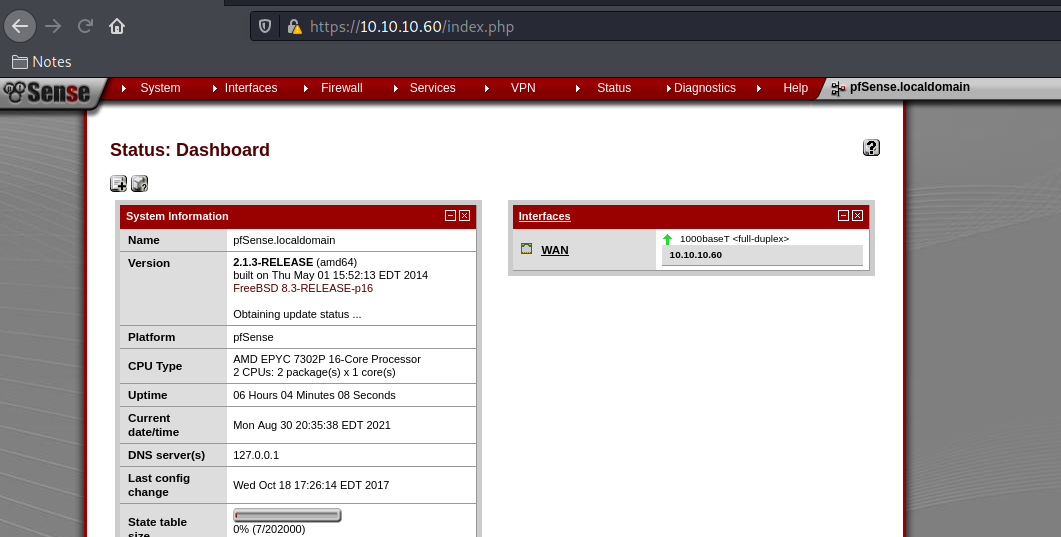 https://10.10.10.60/index.php
Notes
Sense
System
Interfaces
Firewall
Services
VPN
Status
Diagnostics
Help
pfSense.localdomain
Status: Dashboard
System Information
Name pfSense.localdomain
Version 2.1.3-RELEASE (amd64)
built on Thu May 01 15:52:13 EDT 2014
FreeBSD 8.3-RELEASE-p16
Obtaining update status ...
Platform pfSense
CPU Type AMD EPYC 7302P 16-Core Processor
2 CPUs: 2 package(s) x 1 core(s)
Uptime 06 Hours 04 Minutes 08 Seconds
Current
date/time Mon Aug 30 20:35:38 EDT 2021
DNS server(s) 127.0.0.1
Last config
change Wed Oct 18 17:26:14 EDT 2017
State table
size
0% (7/202000)
Interfaces
WAN
1000baseT <full-duplex>
10.10.10.60